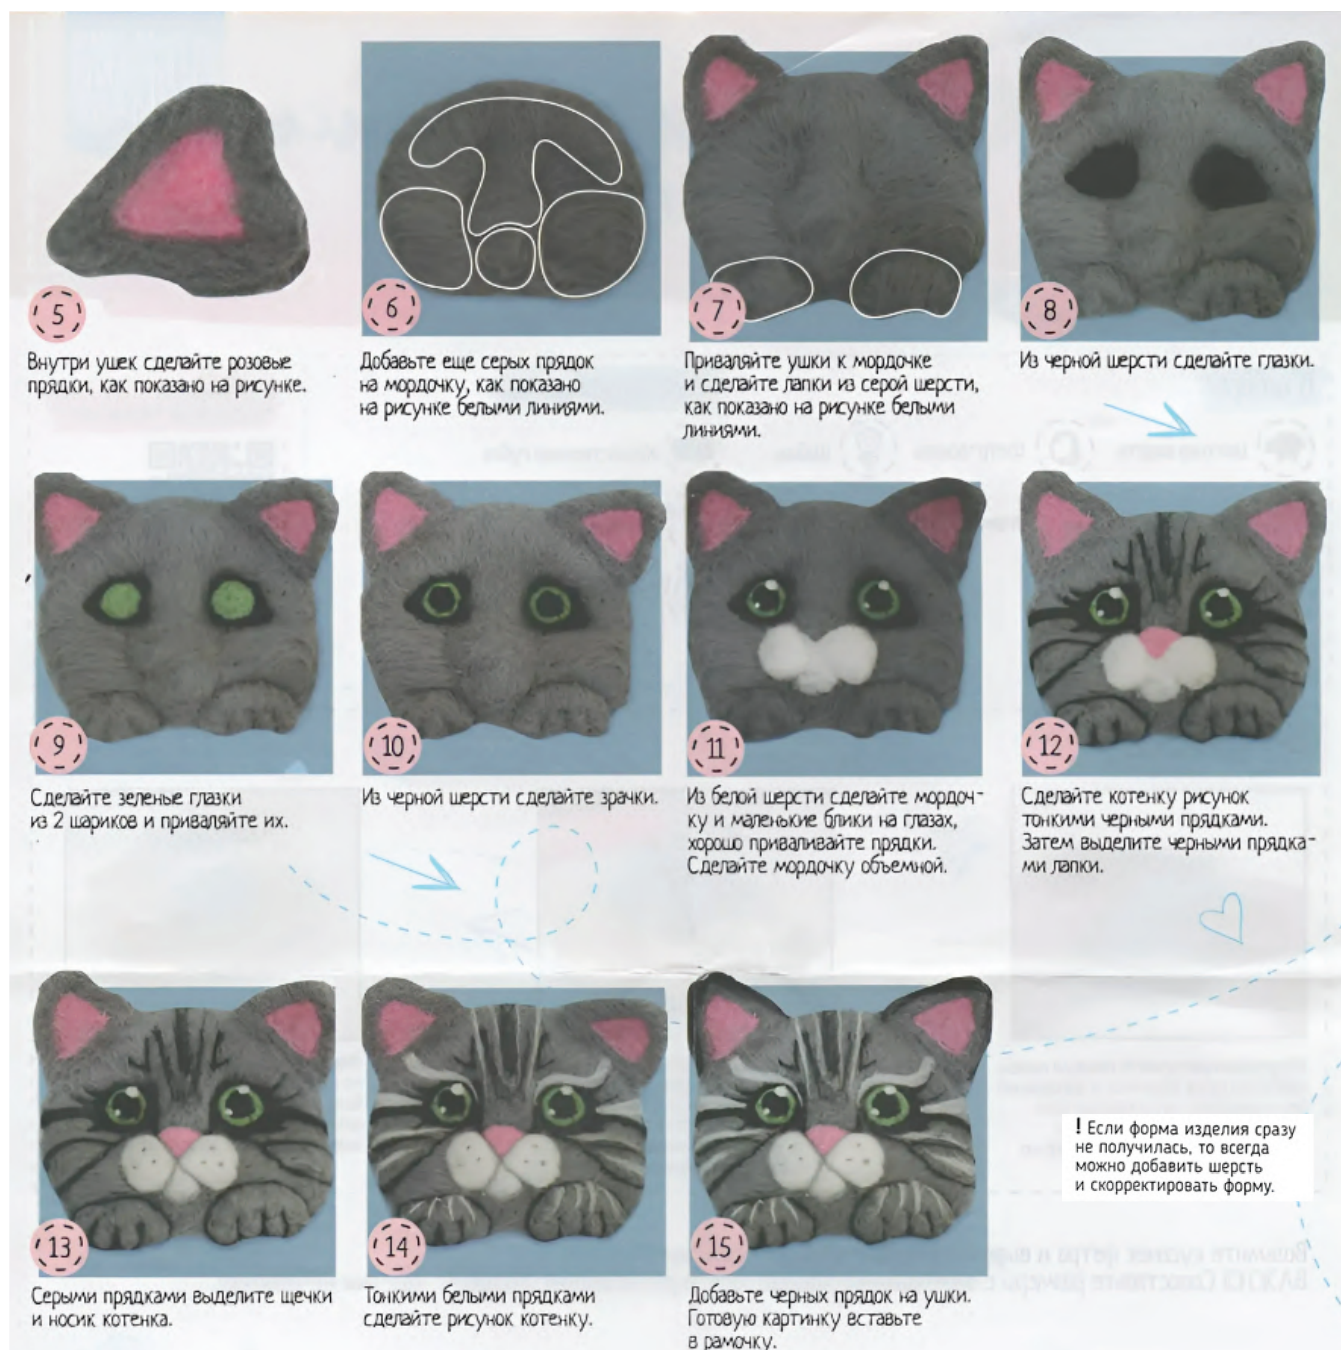 5
Внутри ушек сделайте розовые
прядки, как показано на рисунке.
6
Добавьте еще серых прядок
на мордочку, как показано
на рисунке белыми линиями.
7
Приваляйте ушки к мордочке
и сделайте лапки из серой шерсти,
как показано на рисунке белыми
линиями.
8
Из черной шерсти сделайте глазки.
9
Сделайте зеленые глазки
из 2 шариков и приваляйте их.
10
Из черной шерсти сделайте зрачки.
11
Из белой шерсти сделайте мордоч-
ку и маленькие блики на глазах,
хорошо приваливайте прядки.
Сделайте мордочку объемной.
12
Сделайте котенку рисунок
тонкими черными прядками.
Затем выделите черными прядка-
ми лапки.
13
Серыми прядками выделите щечки
и носик котенка.
14
Тонкими белыми прядками
сделайте рисунок котенку.
15
Добавьте черных прядок на ушки.
Готовую картинку вставьте
в рамочку.
! Если форма изделия сразу
не получилась, то всегда
можно добавить шерсть
и скорректировать форму.